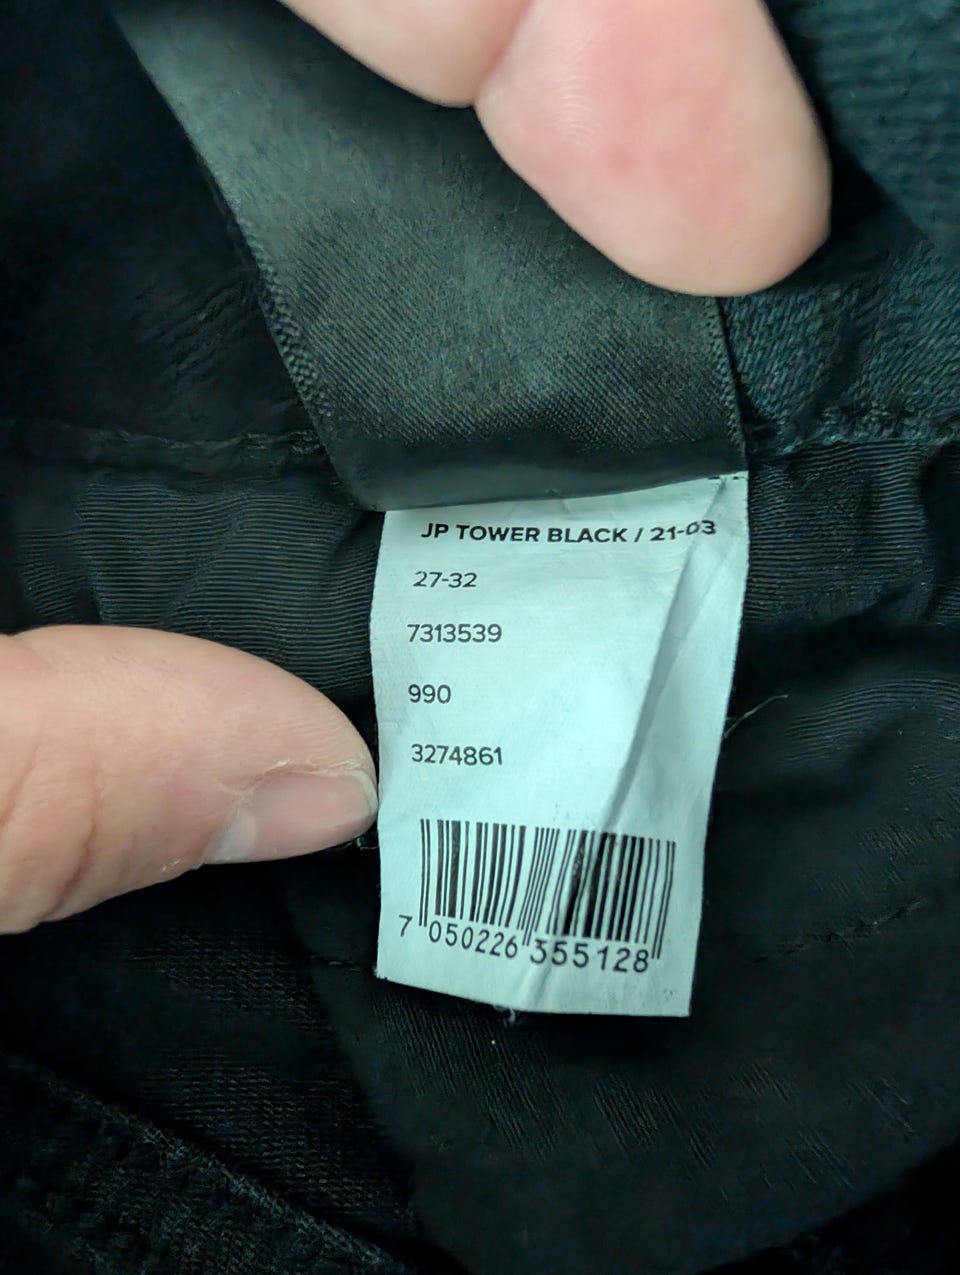 JP TOWER BLACK / 21-03
27-32
7313539
990
3274861
7 050226 355128